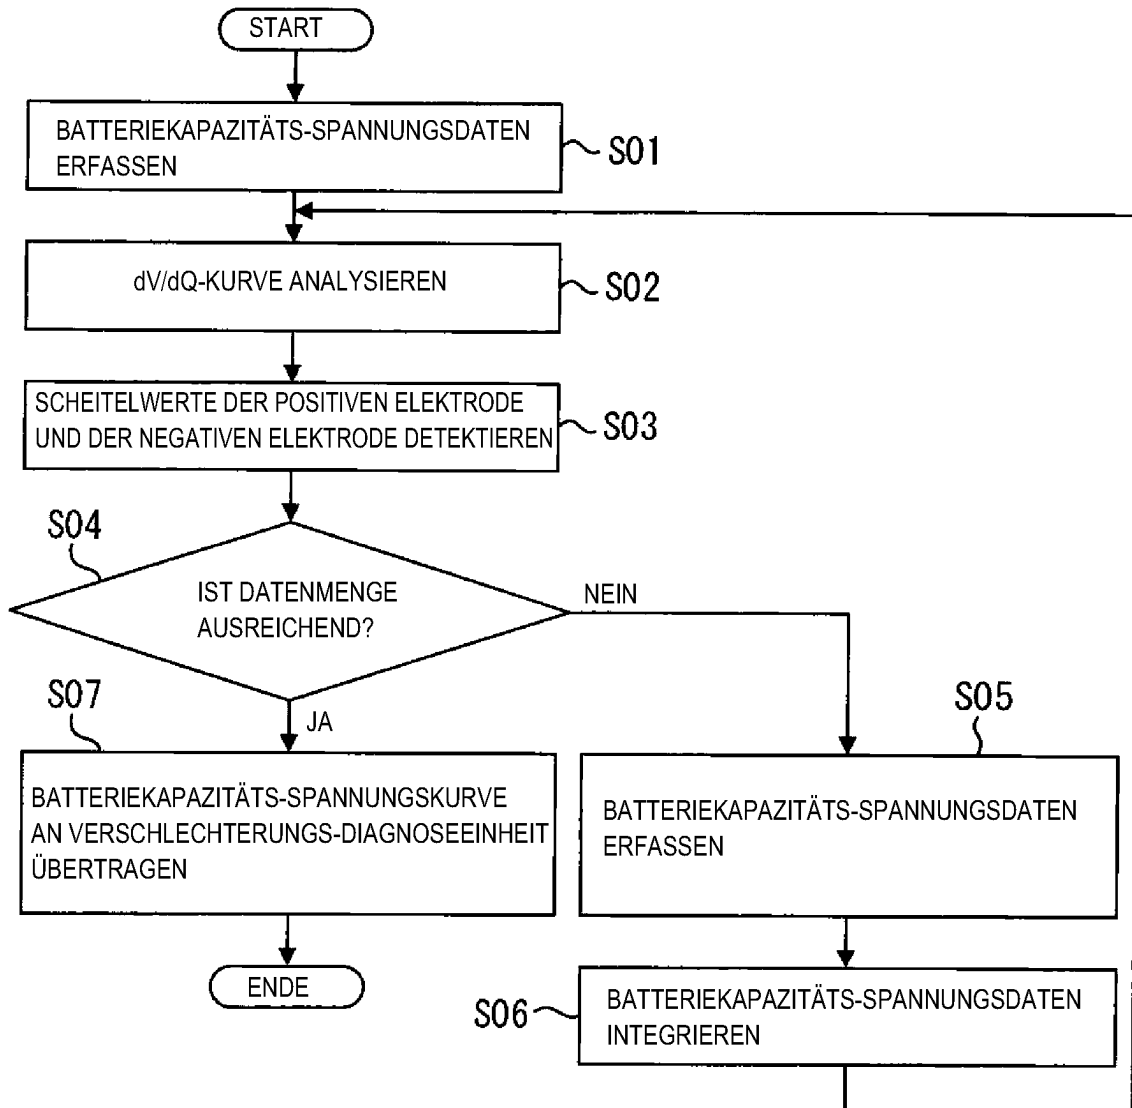 START
BATTERIEKAPAZITÄTS-SPANNUNGSDATEN
ERFASSEN
S01
dV/dQ-KURVE ANALYSIEREN
S02
SCHEITELWERTE DER POSITIVEN ELEKTRODE
UND DER NEGATIVEN ELEKTRODE DETEKTIEREN
S03
S04
IST DATENMENGE
AUSREICHEND?
NEIN
JA
S07
BATTERIEKAPAZITÄTS-SPANNUNGSKURVE
AN VERSCHLECHTERUNGS-DIAGNOSEEINHEIT
ÜBERTRAGEN
ENDE
S05
BATTERIEKAPAZITÄTS-SPANNUNGSDATEN
ERFASSEN
S06
BATTERIEKAPAZITÄTS-SPANNUNGSDATEN
INTEGRIEREN